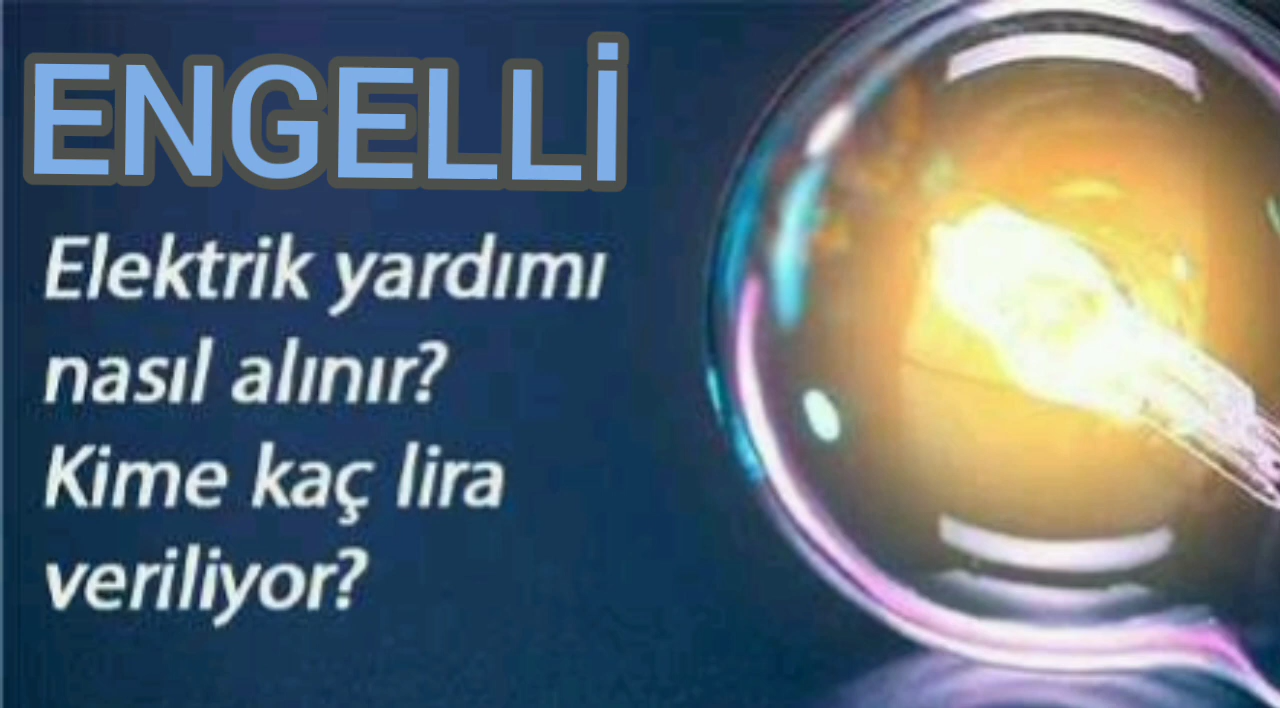 ENGELLİ
Elektrik yardımı
nasıl alınır?
Kime kaç lira
veriliyor?